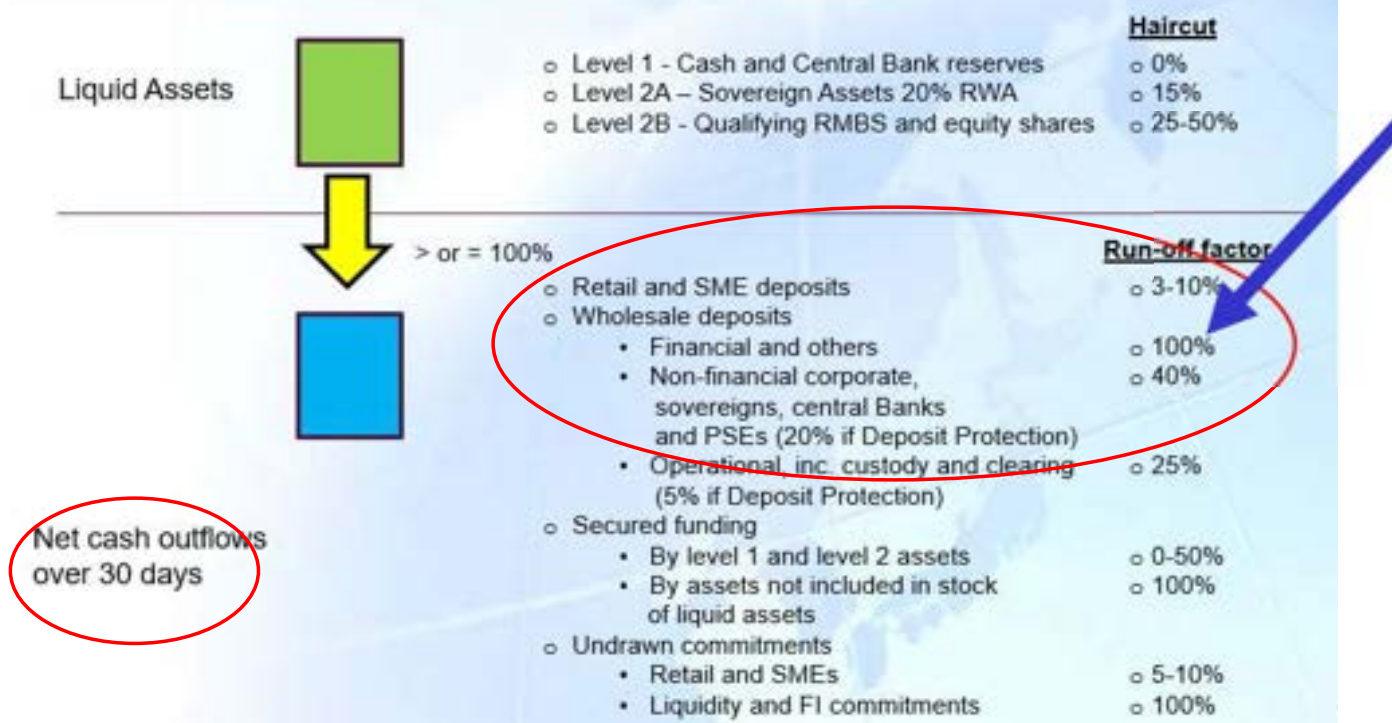 Haircut
Liquid Assets
○ Level 1 - Cash and Central Bank reserves ○ 0%
○ Level 2A – Sovereign Assets 20% RWA ○ 15%
○ Level 2B - Qualifying RMBS and equity shares ○ 25-50%
> or = 100%
Run-off factor
○ Retail and SME deposits ○ 3-10%
○ Wholesale deposits
• Financial and others ○ 100%
• Non-financial corporate, ○ 40%
sovereigns, central Banks
and PSEs (20% if Deposit Protection)
• Operational, inc. custody and clearing ○ 25%
(5% if Deposit Protection)
Net cash outflows
over 30 days
○ Secured funding
• By level 1 and level 2 assets ○ 0-50%
• By assets not included in stock ○ 100%
of liquid assets
○ Undrawn commitments
• Retail and SMEs ○ 5-10%
• Liquidity and FI commitments ○ 100%